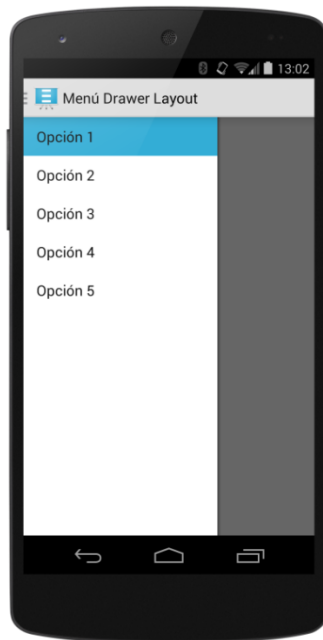 13:02
Menú Drawer Layout
Opción 1
Opción 2
Opción 3
Opción 4
Opción 5